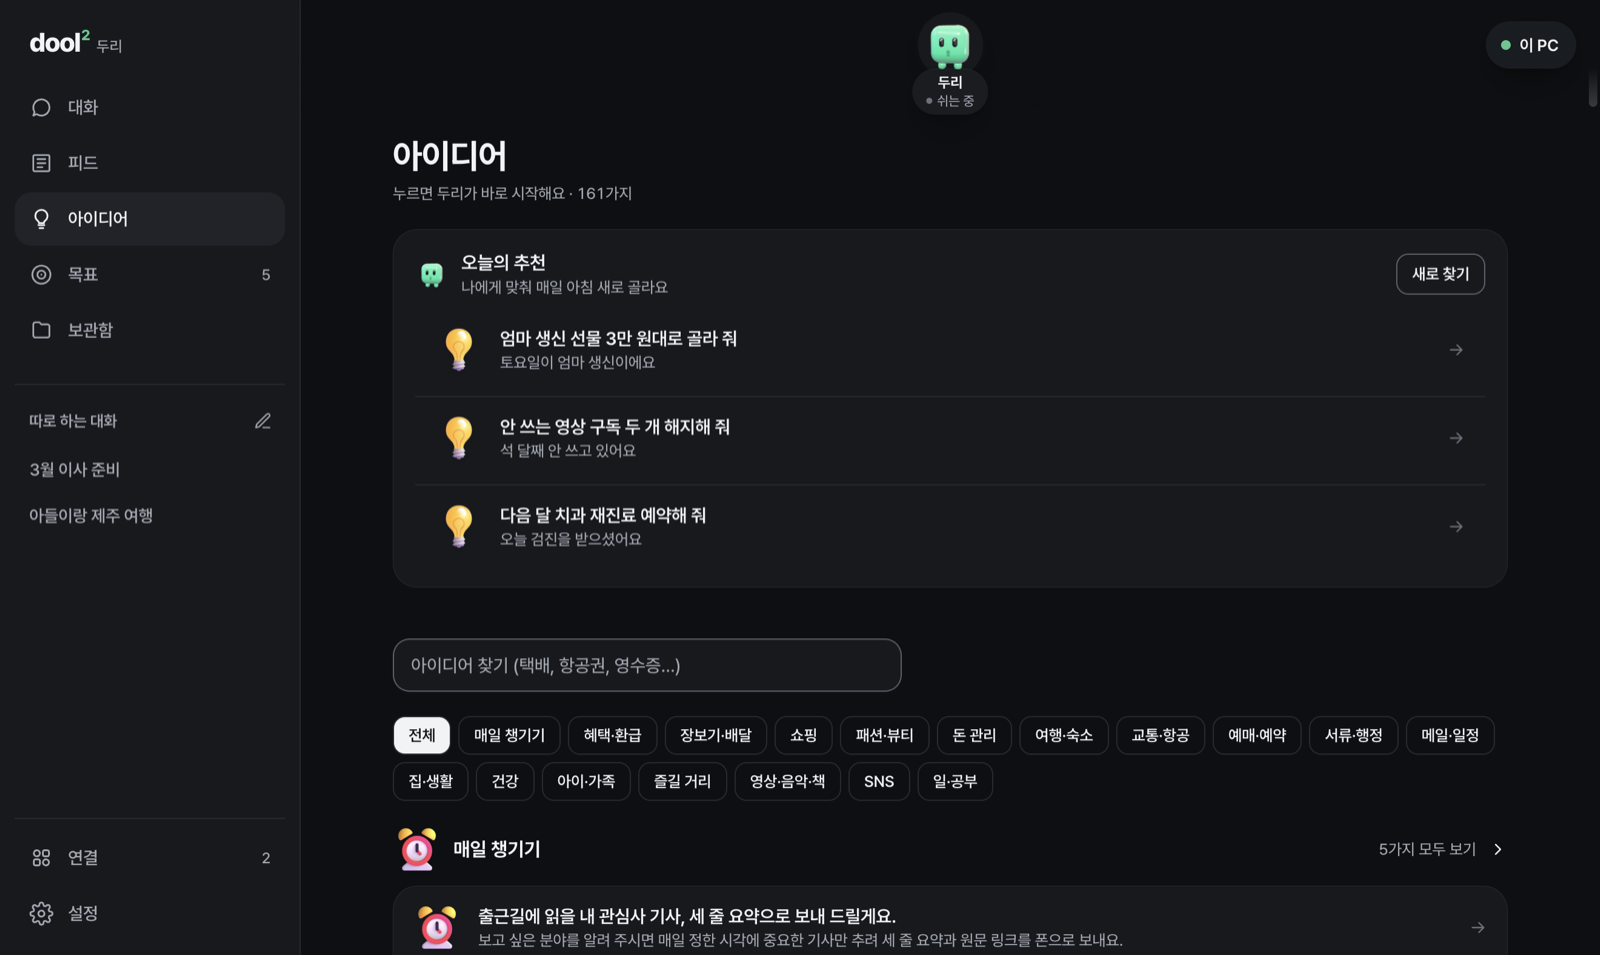 dool² 두리
대화
피드
아이디어
목표 5
보관함
따로 하는 대화
3월 이사 준비
아들이랑 제주 여행
연결 2
설정
두리
쉬는 중
이 PC
아이디어
누르면 두리가 바로 시작해요 · 161가지
오늘의 추천
나에게 맞춰 매일 아침 새로 골라요
새로 찾기
엄마 생신 선물 3만 원대로 골라 줘
토요일이 엄마 생신이에요
안 쓰는 영상 구독 두 개 해지해 줘
석 달째 안 쓰고 있어요
다음 달 치과 재진료 예약해 줘
오늘 검진을 받으셨어요
아이디어 찾기 (택배, 항공권, 영수증...)
전체 매일 챙기기 혜택·환급 장보기·배달 쇼핑 패션·뷰티 돈 관리 여행·숙소 교통·항공 예매·예약 서류·행정 메일·일정
집·생활 건강 아이·가족 즐길 거리 영상·음악·책 SNS 일·공부
매일 챙기기
5가지 모두 보기
출근길에 읽을 내 관심사 기사, 세 줄 요약으로 보내 드릴게요.
보고 싶은 분야를 알려 주시면 매일 정한 시각에 중요한 기사만 추려 세 줄 요약과 원문 링크를 폰으로 보내요.